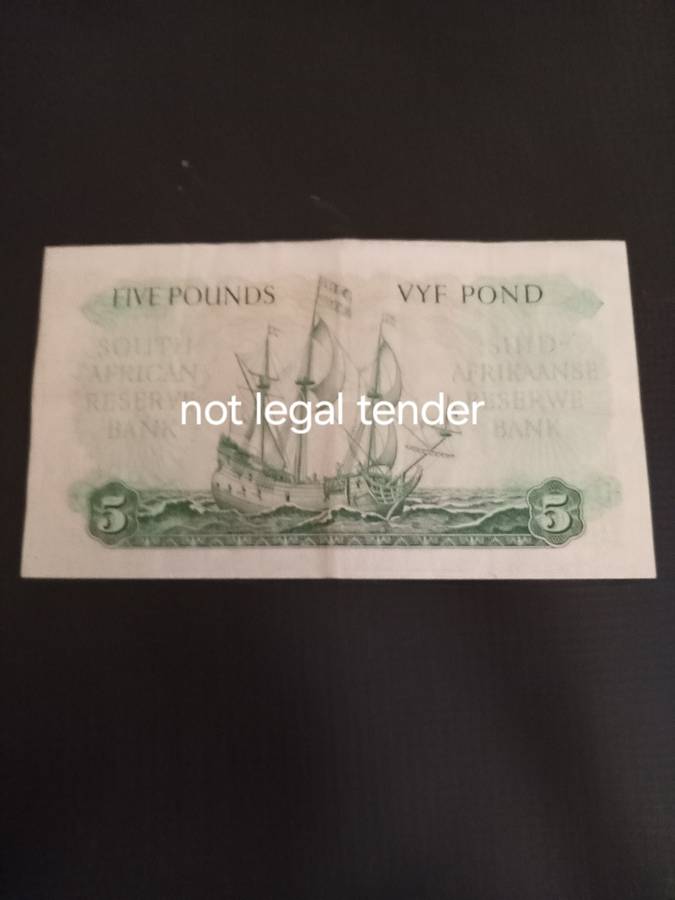 FIVE POUNDS
VYF POND
SOUTH
AFRICAN
RESERVE
BANK
SUID-
AFRIKAANSE
RESERWE
BANK
not legal tender
5
5